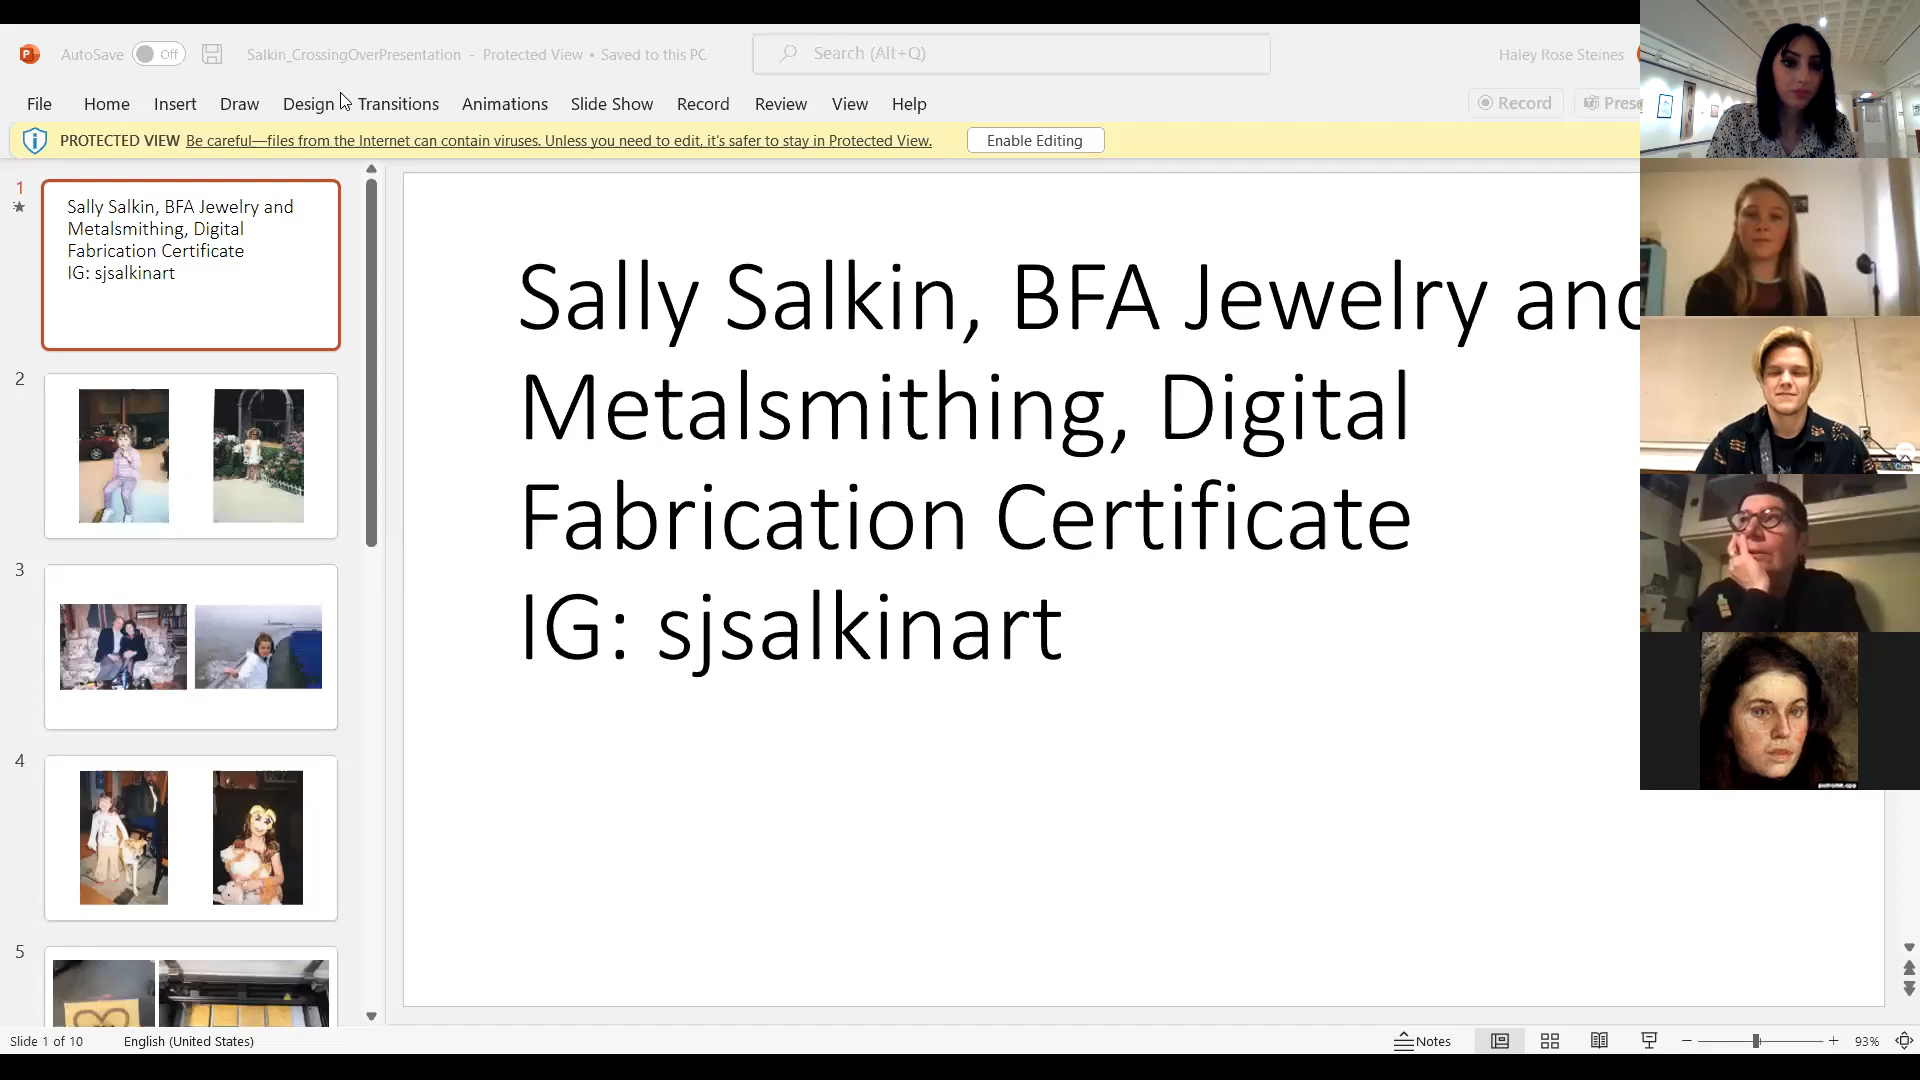 AutoSave Off Salkin_CrossingOverPresentation - Protected View • Saved to this PC Search (Alt+Q) Haley Rose Steines
File Home Insert Draw Design Transitions Animations Slide Show Record Review View Help Record
PROTECTED VIEW Be careful—files from the Internet can contain viruses. Unless you need to edit, it's safer to stay in Protected View. Enable Editing
1
Sally Salkin, BFA Jewelry and
Metalsmithing, Digital
Fabrication Certificate
IG: sjsalkinart
2
3
4
5
Sally Salkin, BFA Jewelry and
Metalsmithing, Digital
Fabrication Certificate
IG: sjsalkinart
Slide 1 of 10 English (United States) Notes 93%